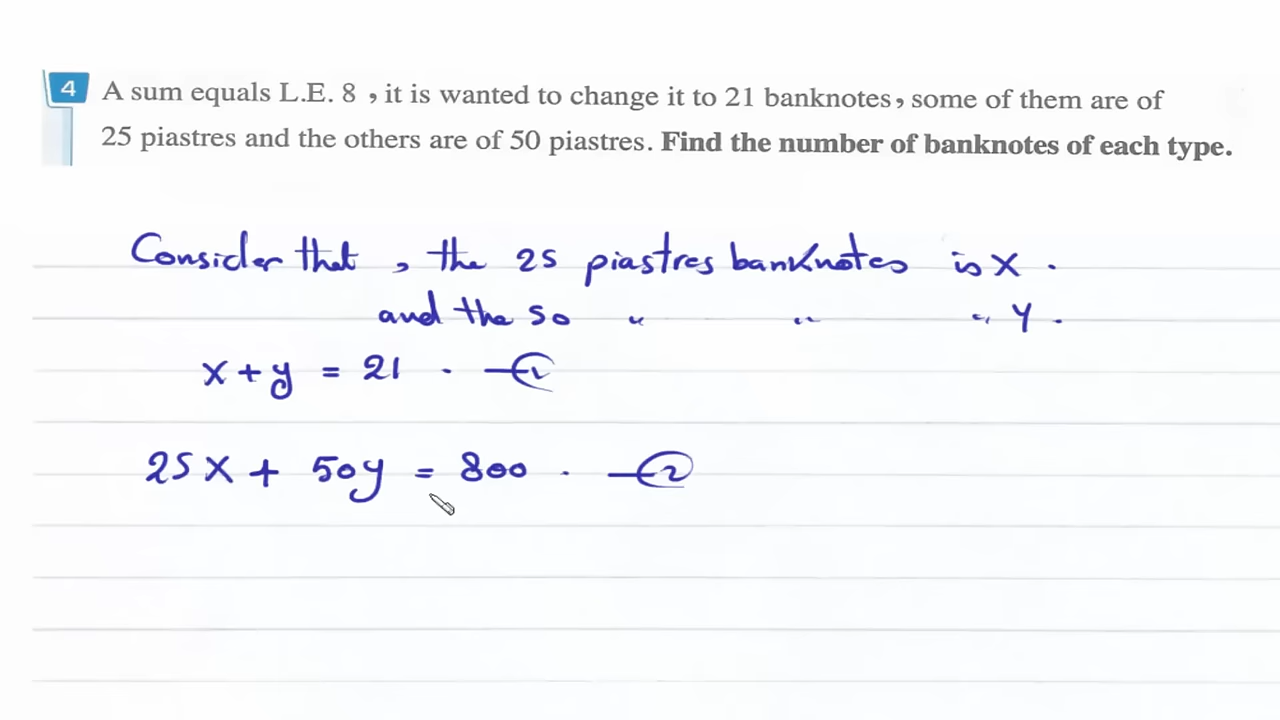 4 A sum equals L.E. 8 , it is wanted to change it to 21 banknotes, some of them are of
25 piastres and the others are of 50 piastres. Find the number of banknotes of each type.
Consider that , the 25 piastres banknotes is x .
and the 50 " " " y .
x + y = 21 . —①
25x + 50y = 800 . —②